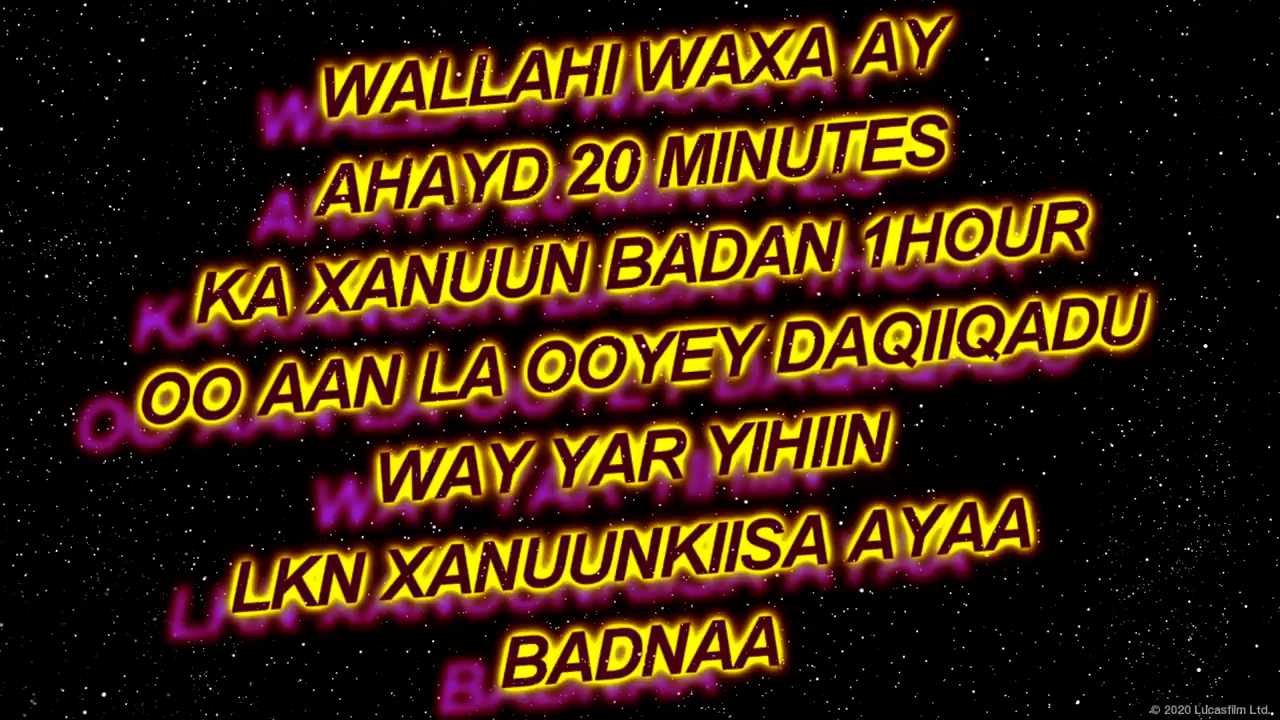 WALLAHI WAXA AY
AHAYD 20 MINUTES
KA XANUUN BADAN 1HOUR
OO AAN LA OOYEY DAQIIQADU
WAY YAR YIHIIN
LKN XANUUNKIISA AYAA
BADNAA
© 2020 Lucasfilm Ltd.